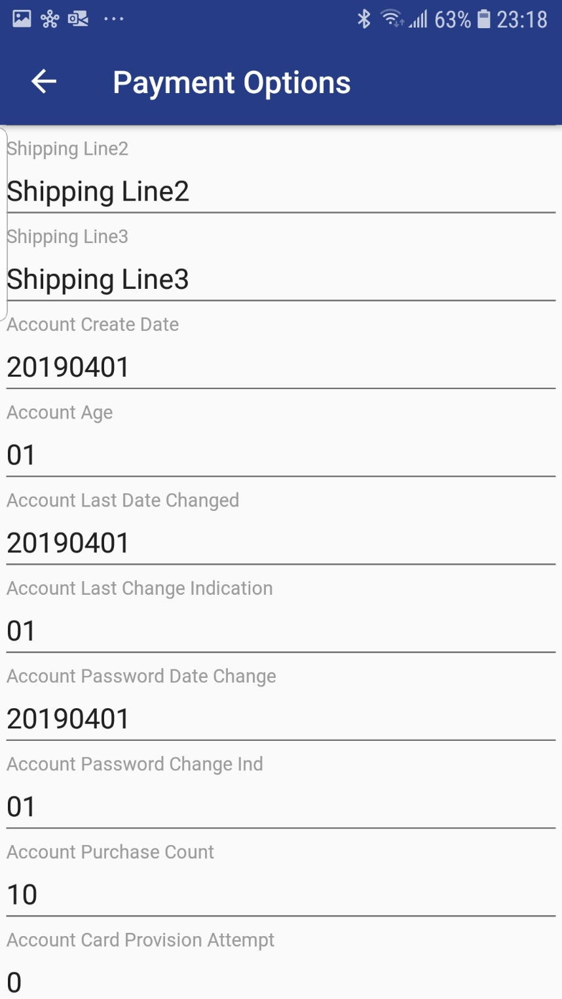 63% 23:18
Payment Options
Shipping Line2
Shipping Line2
Shipping Line3
Shipping Line3
Account Create Date
20190401
Account Age
01
Account Last Date Changed
20190401
Account Last Change Indication
01
Account Password Date Change
20190401
Account Password Change Ind
01
Account Purchase Count
10
Account Card Provision Attempt
0